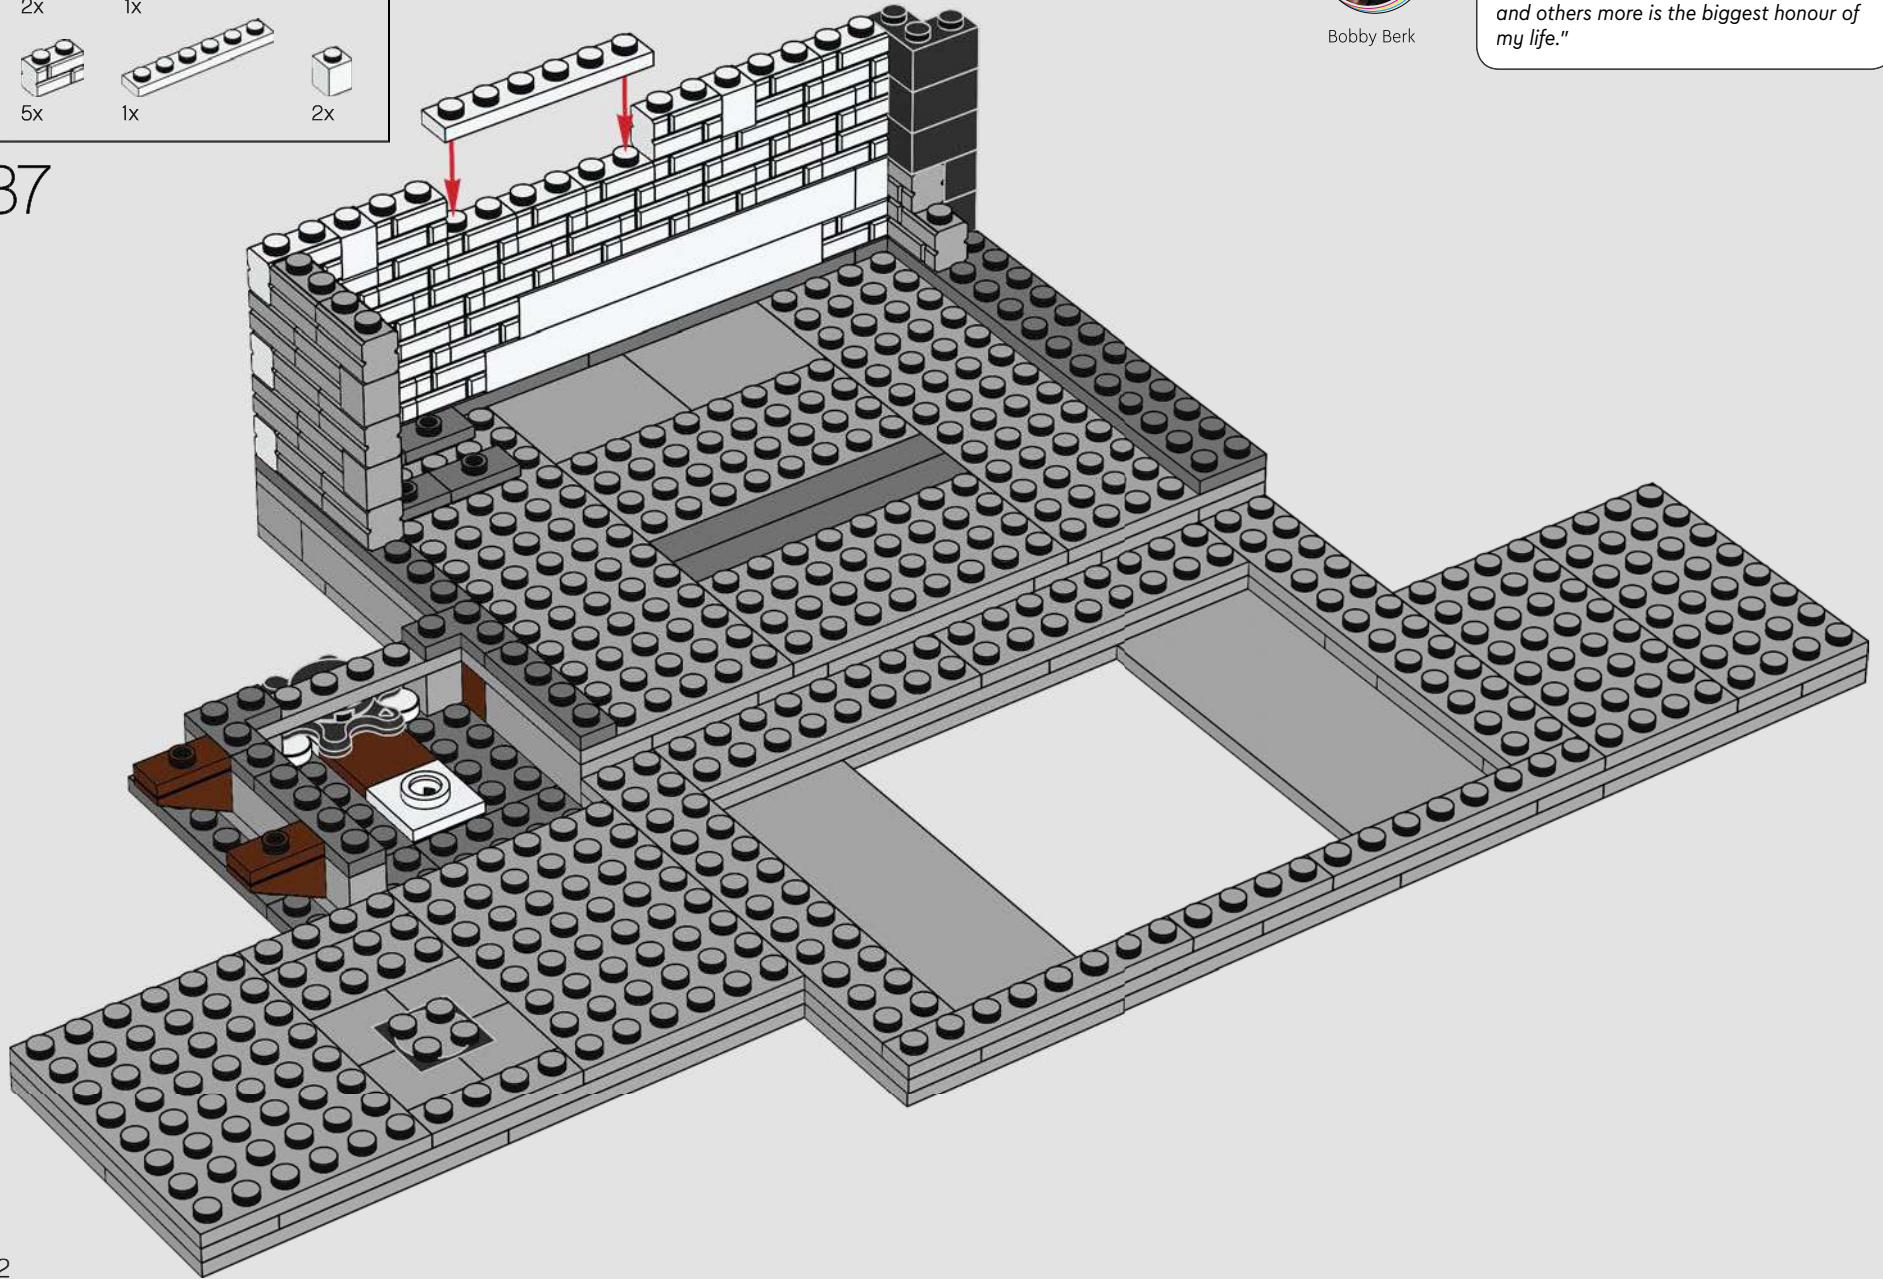 2x 1x
5x 1x 2x
37
Bobby Berk
and others more is the biggest honour of
my life."
2